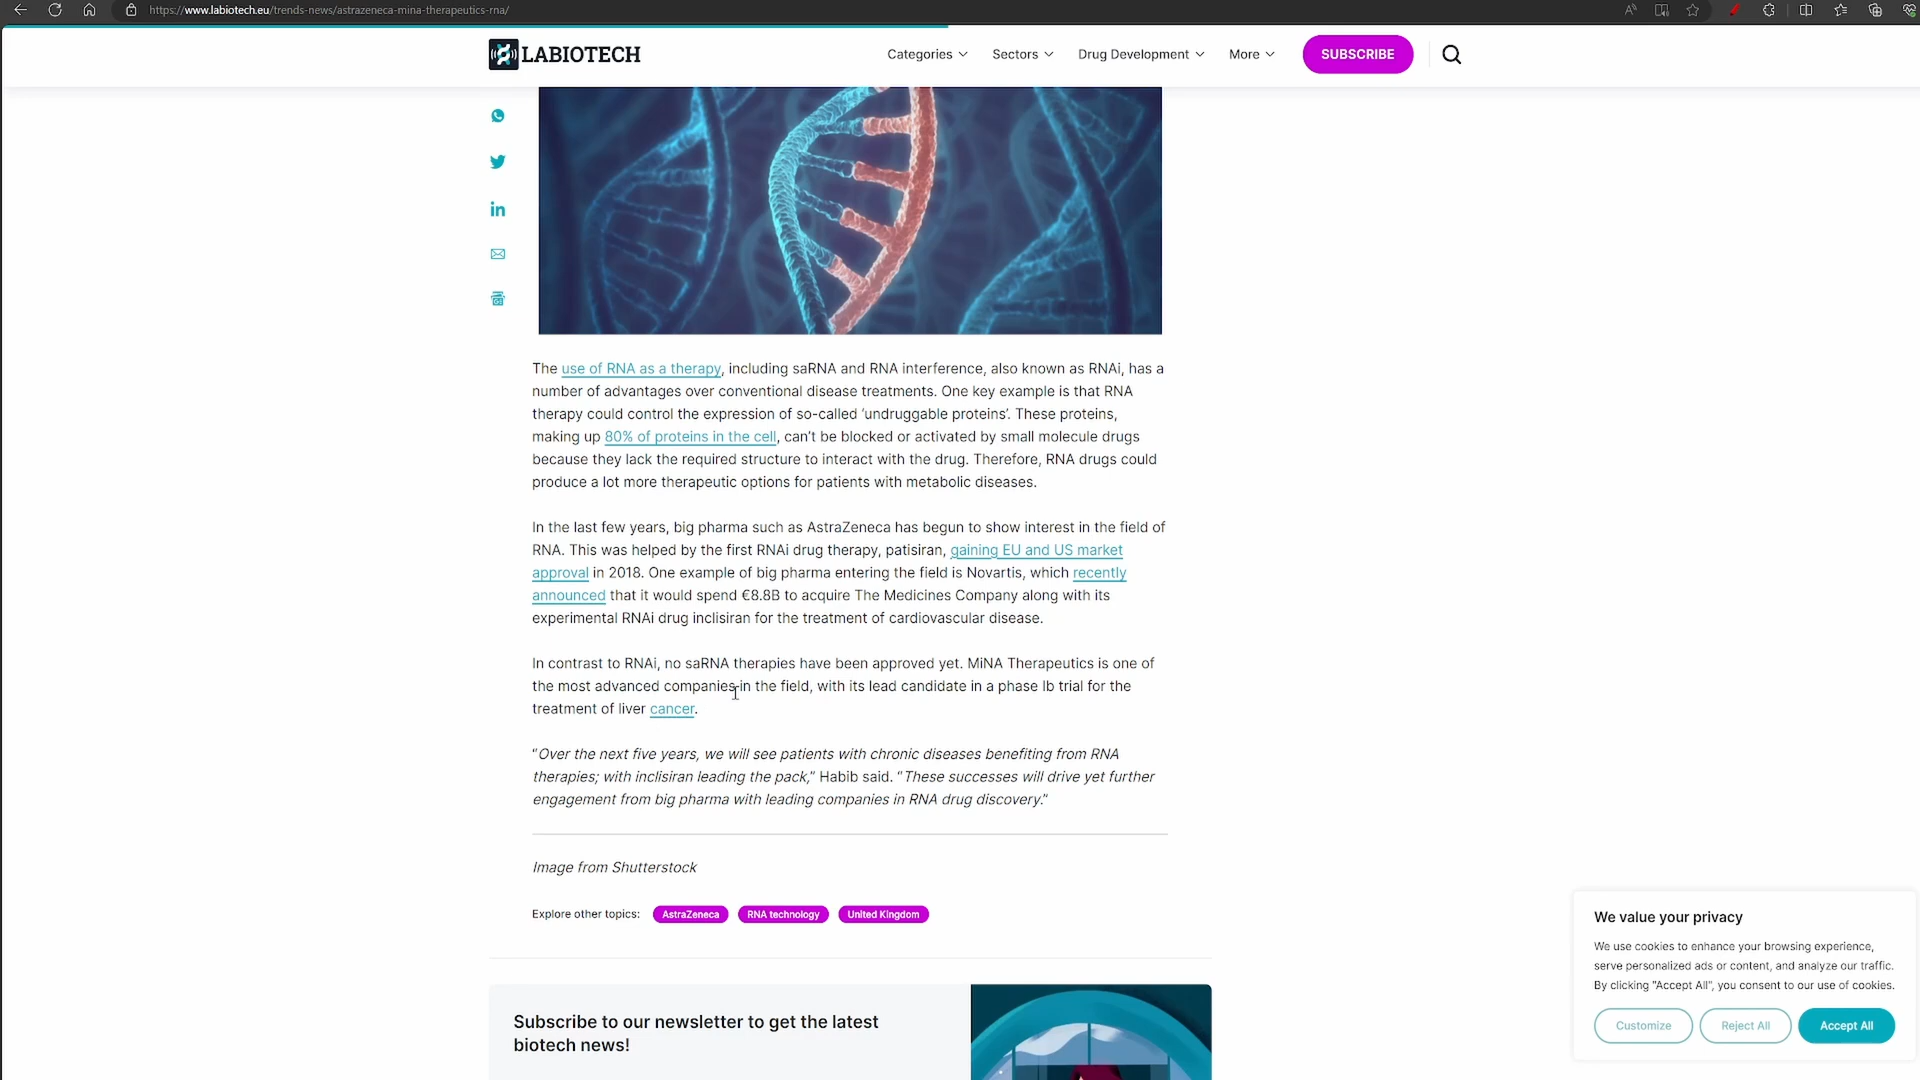 https://www.labiotech.eu/trends-news/astrazeneca-mina-therapeutics-rna/
LABIOTECH
Categories
Sectors
Drug Development
More
SUBSCRIBE
The use of RNA as a therapy, including saRNA and RNA interference, also known as RNAi, has a
number of advantages over conventional disease treatments. One key example is that RNA
therapy could control the expression of so-called ‘undruggable proteins’. These proteins,
making up 80% of proteins in the cell, can’t be blocked or activated by small molecule drugs
because they lack the required structure to interact with the drug. Therefore, RNA drugs could
produce a lot more therapeutic options for patients with metabolic diseases.
In the last few years, big pharma such as AstraZeneca has begun to show interest in the field of
RNA. This was helped by the first RNAi drug therapy, patisiran, gaining EU and US market
approval in 2018. One example of big pharma entering the field is Novartis, which recently
announced that it would spend €8.8B to acquire The Medicines Company along with its
experimental RNAi drug inclisiran for the treatment of cardiovascular disease.
In contrast to RNAi, no saRNA therapies have been approved yet. MiNA Therapeutics is one of
the most advanced companies in the field, with its lead candidate in a phase Ib trial for the
treatment of liver cancer.
“Over the next five years, we will see patients with chronic diseases benefiting from RNA
therapies; with inclisiran leading the pack,” Habib said. “These successes will drive yet further
engagement from big pharma with leading companies in RNA drug discovery.”
Image from Shutterstock
Explore other topics: AstraZeneca RNA technology United Kingdom
Subscribe to our newsletter to get the latest
biotech news!
We value your privacy
We use cookies to enhance your browsing experience,
serve personalized ads or content, and analyze our traffic.
By clicking "Accept All", you consent to our use of cookies.
Customize
Reject All
Accept All